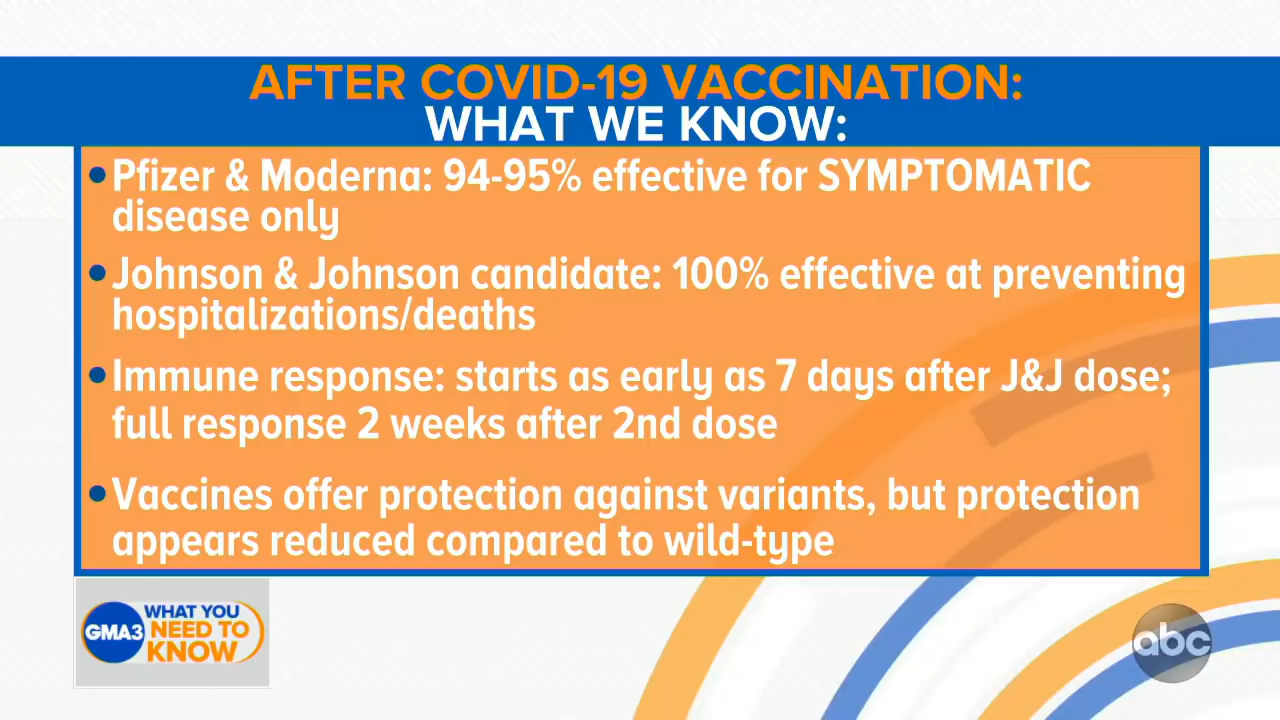 AFTER COVID-19 VACCINATION:
WHAT WE KNOW:
•Pfizer & Moderna: 94-95% effective for SYMPTOMATIC
disease only
•Johnson & Johnson candidate: 100% effective at preventing
hospitalizations/deaths
•Immune response: starts as early as 7 days after J&J dose;
full response 2 weeks after 2nd dose
•Vaccines offer protection against variants, but protection
appears reduced compared to wild-type
GMA3
WHAT YOU
NEED TO
KNOW
abc